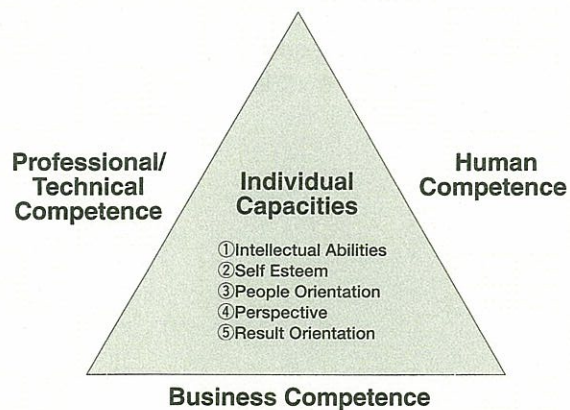 Professional/
Technical
Competence
Human
Competence
Individual
Capacities
①Intellectual Abilities
②Self Esteem
③People Orientation
④Perspective
⑤Result Orientation
Business Competence